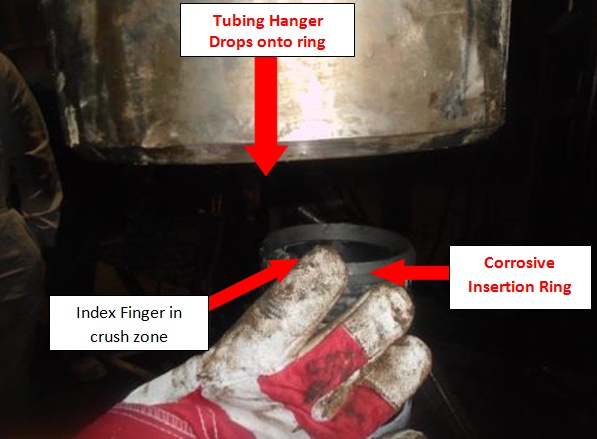 Tubing Hanger
Drops onto ring
Corrosive
Insertion Ring
Index Finger in
crush zone